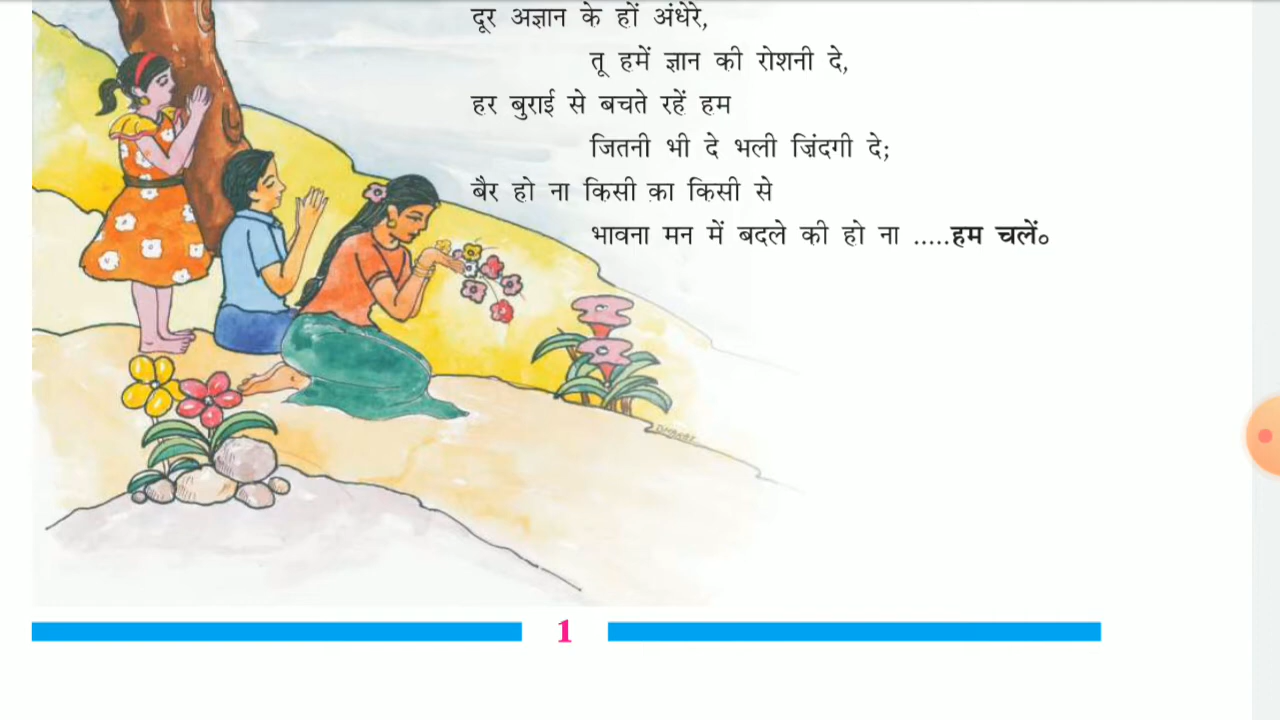 दूर अज्ञान के हों अंधेरे,
तू हमें ज्ञान की रोशनी दे,
हर बुराई से बचते रहें हम
जितनी भी दे भली ज़िंदगी दे;
बैर हो ना किसी क़ा किसी से
भावना मन में बदले की हो ना .....हम चलें॰
1